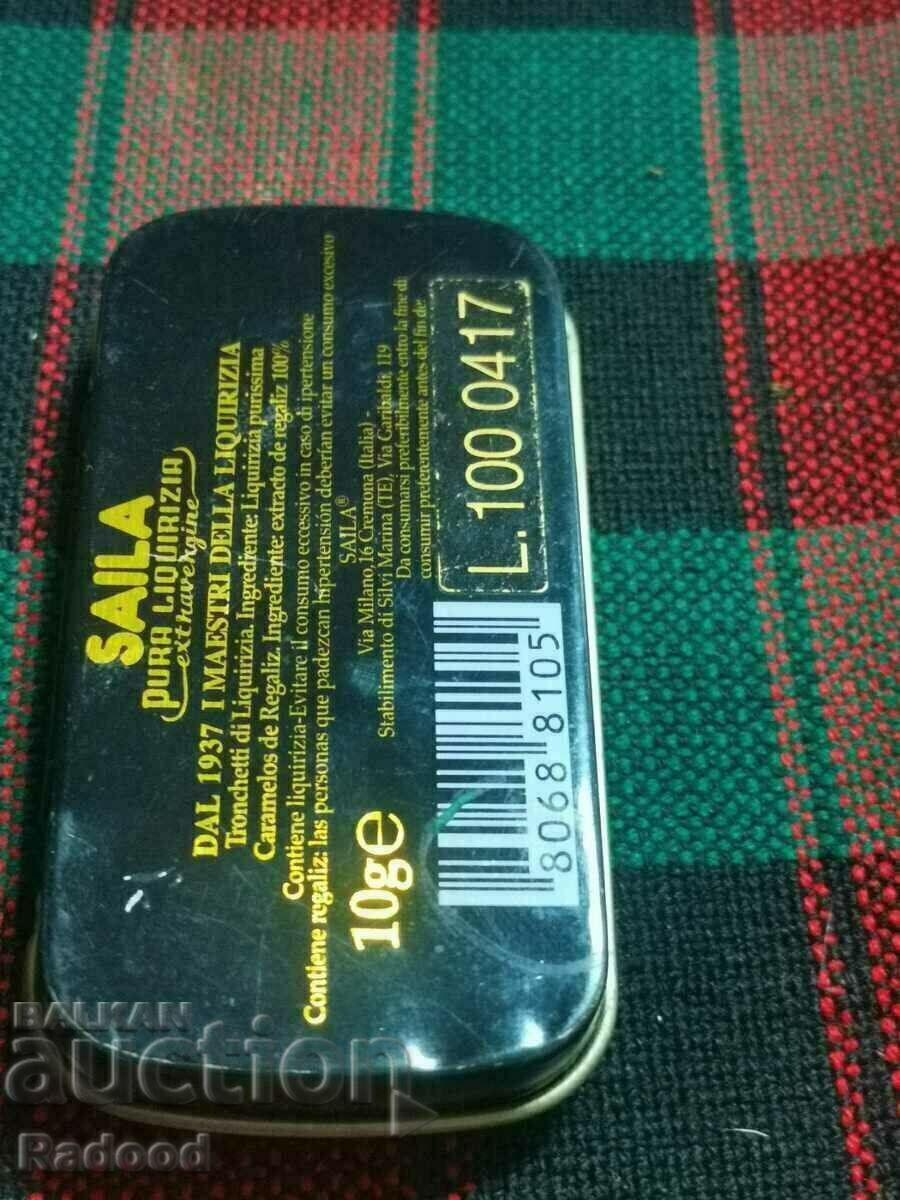 SAILA
PURA LIQUIRIZIA
extravergine
DAL 1937 I MAESTRI DELLA LIQUIRIZIA
Tronchetti di Liquirizia. Ingrediente: Liquirizia purissima
Caramelos de Regaliz. Ingrediente: extracto de regaliz 100%
Contiene liquirizia-Evitare il consumo eccessivo in caso di ipertensione
Contiene regaliz: las personas que padezcan hipertensión deberían evitar un consumo excesivo
SAILA®
Via Milano, 16 Cremona (Italia) -
Stabilimento di Silvi Marina (TE), Via Garibaldi, 119
Da consumarsi preferibilmente entro la fine di
consumir preferentemente antes del fin de:
10g e
L. 100 0417
8068 8105
BALKAN
auction
Radood